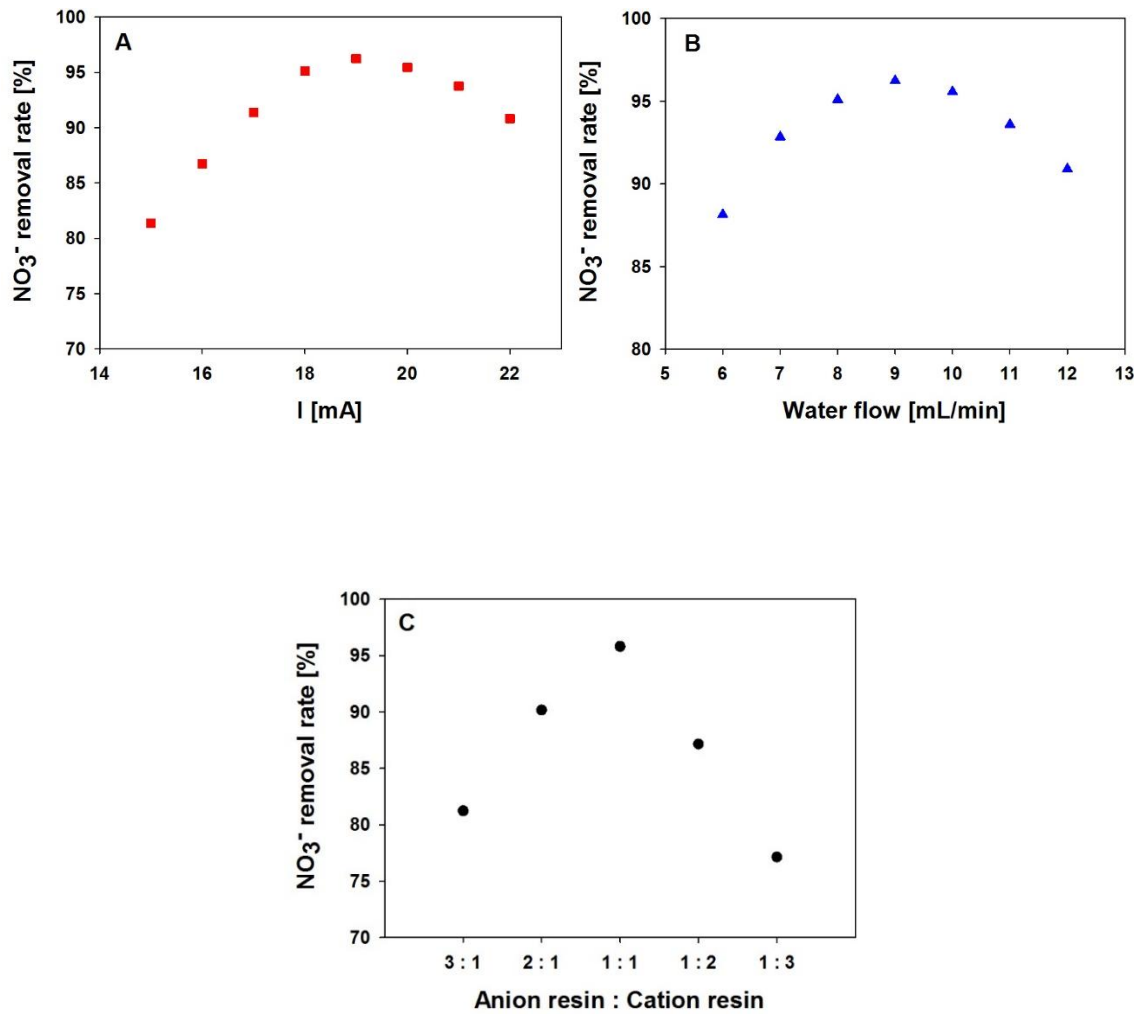 A
NO3- removal rate [%]
100
95
90
85
80
75
70
14 16 18 20 22
I [mA]
B
NO3- removal rate [%]
100
95
90
85
80
5 6 7 8 9 10 11 12 13
Water flow [mL/min]
C
NO3- removal rate [%]
100
95
90
85
80
75
70
3 : 1 2 : 1 1 : 1 1 : 2 1 : 3
Anion resin : Cation resin